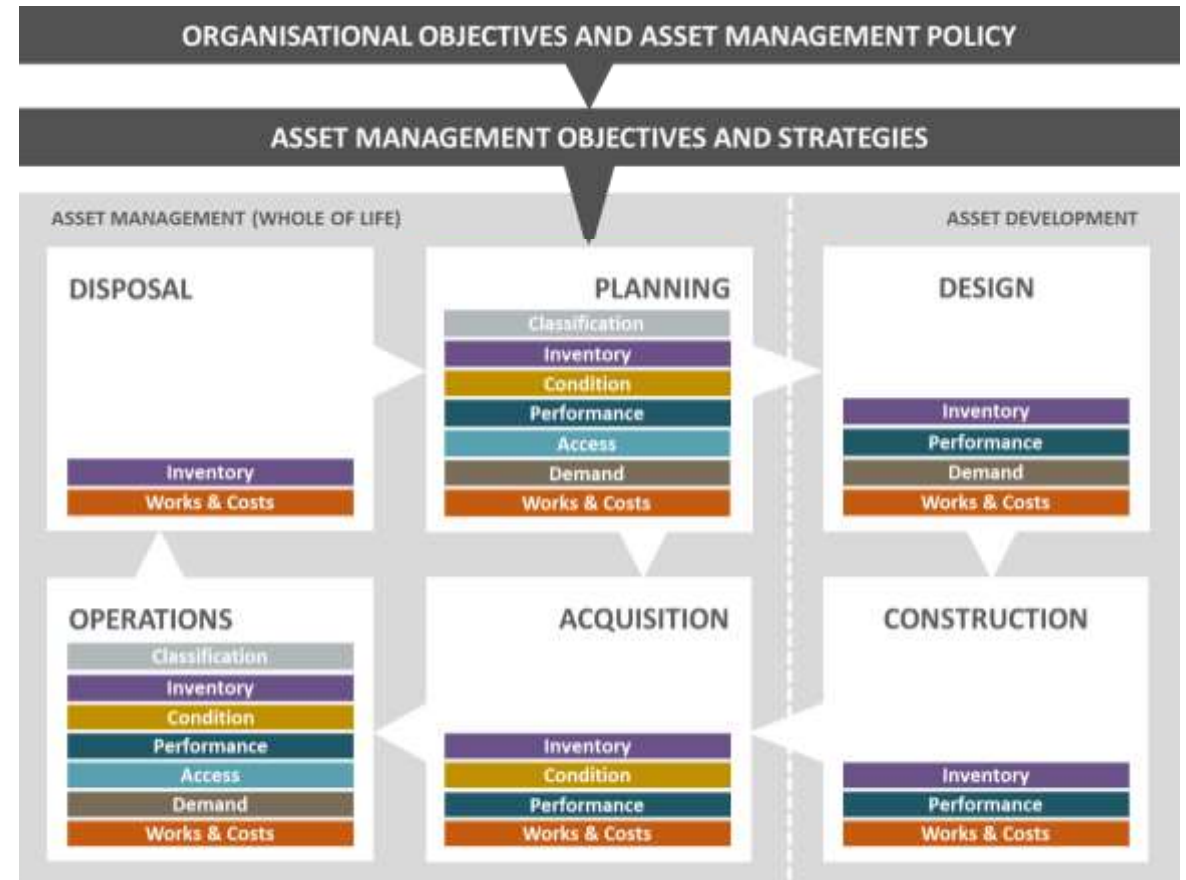 ORGANISATIONAL OBJECTIVES AND ASSET MANAGEMENT POLICY
ASSET MANAGEMENT OBJECTIVES AND STRATEGIES
ASSET MANAGEMENT (WHOLE OF LIFE)
ASSET DEVELOPMENT
DISPOSAL
Inventory
Works & Costs
PLANNING
Classification
Inventory
Condition
Performance
Access
Demand
Works & Costs
DESIGN
Inventory
Performance
Demand
Works & Costs
OPERATIONS
Classification
Inventory
Condition
Performance
Access
Demand
Works & Costs
ACQUISITION
Inventory
Condition
Performance
Works & Costs
CONSTRUCTION
Inventory
Performance
Works & Costs